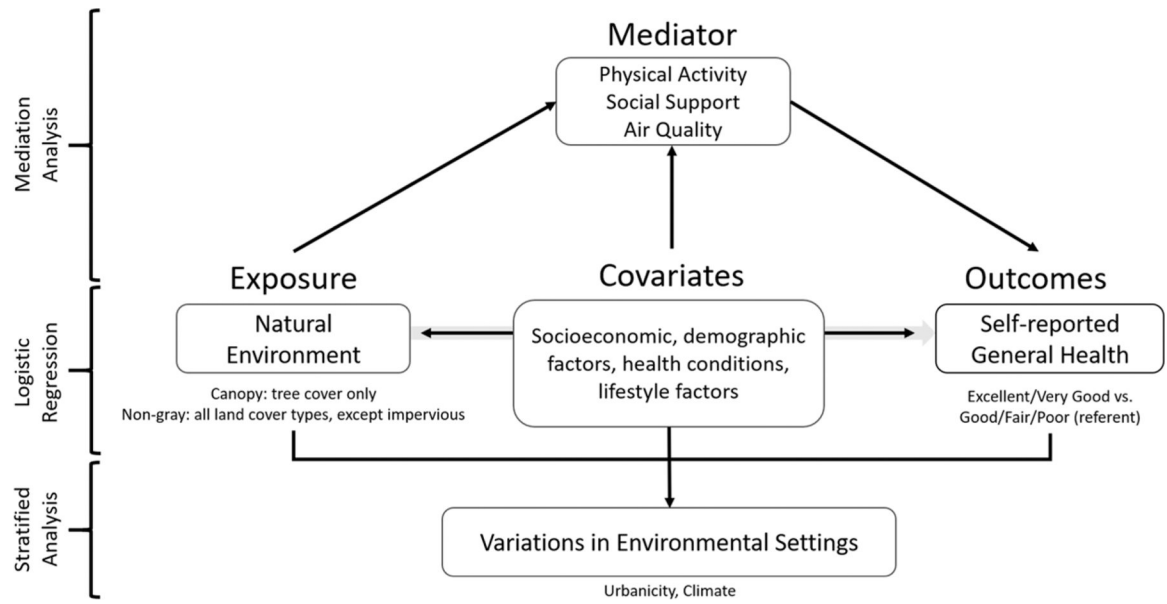 Mediator
Physical Activity
Social Support
Air Quality
Mediation
Analysis
Exposure
Covariates
Outcomes
Natural
Environment
Socioeconomic, demographic
factors, health conditions,
lifestyle factors
Self-reported
General Health
Logistic
Regression
Canopy: tree cover only
Non-gray: all land cover types, except impervious
Excellent/Very Good vs.
Good/Fair/Poor (referent)
Stratified
Analysis
Variations in Environmental Settings
Urbanicity, Climate